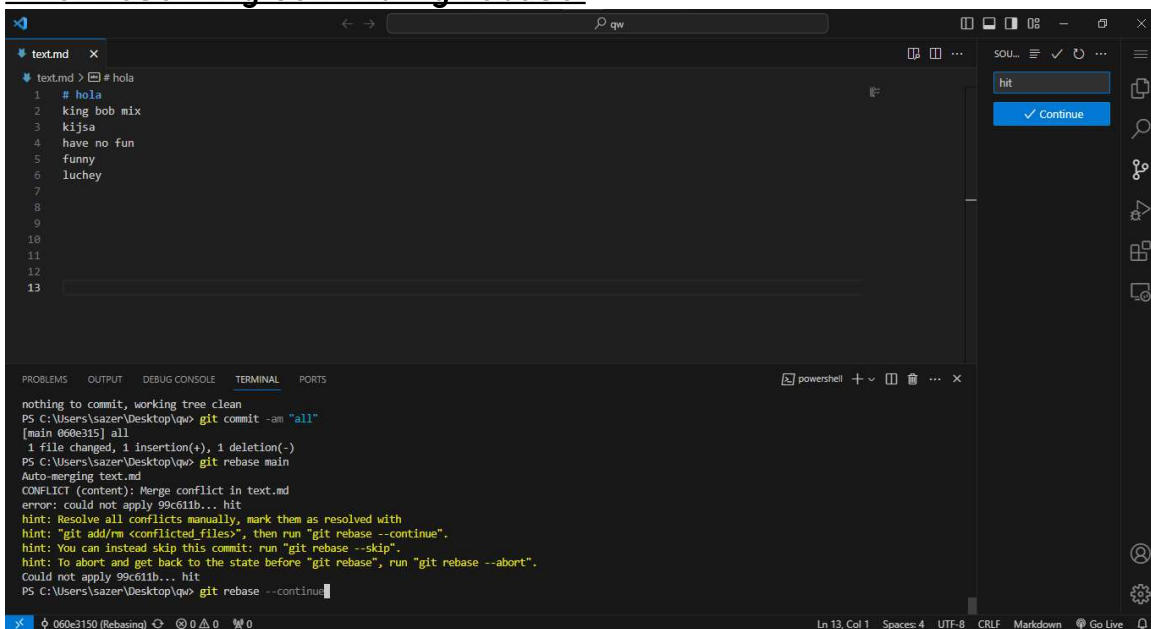 qw
text.md
text.md > # hola
1 # hola
2 king bob mix
3 kijsa
4 have no fun
5 funny
6 luchey
7
8
9
10
11
12
13
SOU...
hit
Continue
PROBLEMS OUTPUT DEBUG CONSOLE TERMINAL PORTS
powershell
nothing to commit, working tree clean
PS C:\Users\sazer\Desktop\qw> git commit -am "all"
[main 060e315] all
1 file changed, 1 insertion(+), 1 deletion(-)
PS C:\Users\sazer\Desktop\qw> git rebase main
Auto-merging text.md
CONFLICT (content): Merge conflict in text.md
error: could not apply 99c611b... hit
hint: Resolve all conflicts manually, mark them as resolved with
hint: "git add/rm <conflicted_files>", then run "git rebase --continue".
hint: You can instead skip this commit: run "git rebase --skip".
hint: To abort and get back to the state before "git rebase", run "git rebase --abort".
Could not apply 99c611b... hit
PS C:\Users\sazer\Desktop\qw> git rebase --continue
060e3150 (Rebasing) 0 0 0 Ln 13, Col 1 Spaces: 4 UTF-8 CRLF Markdown Go Live